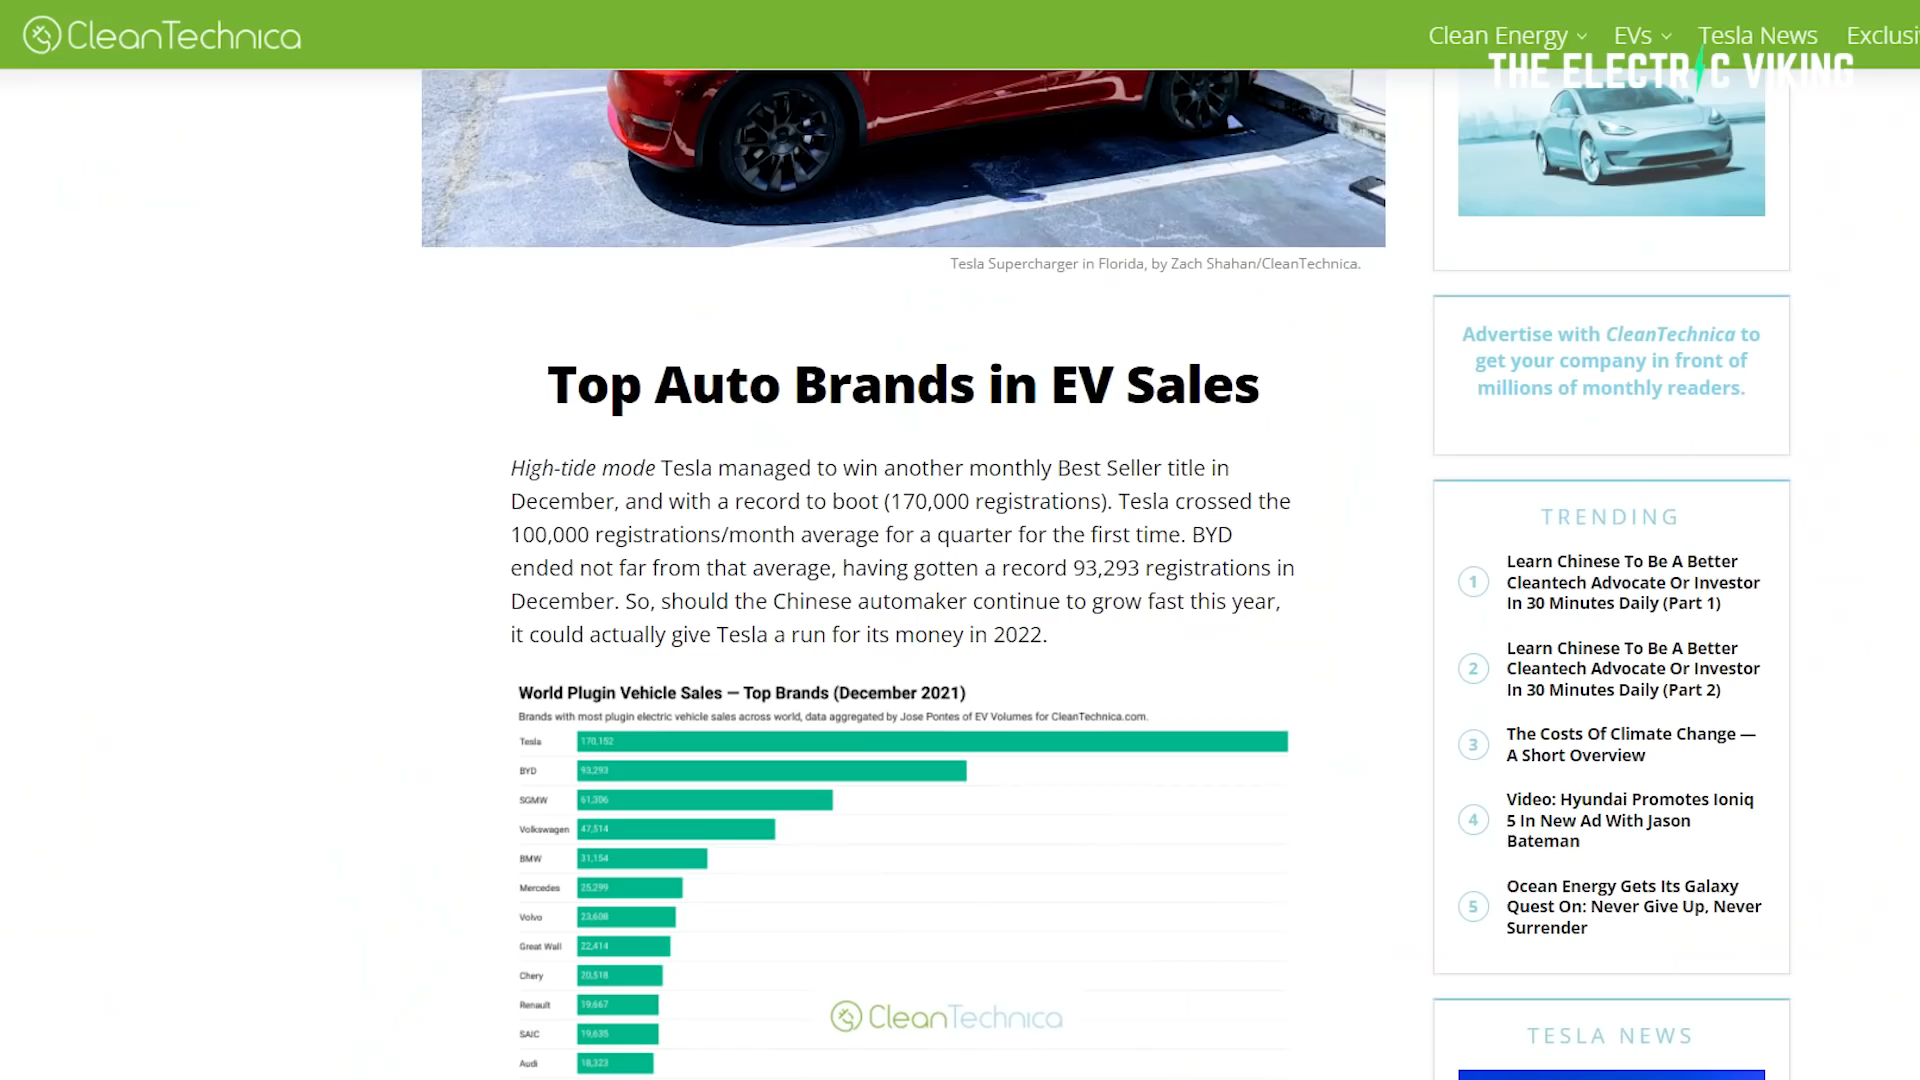 CleanTechnica
Clean Energy
EVs
Tesla News
THE ELECTRIC VIKING
Tesla Supercharger in Florida, by Zach Shahan/CleanTechnica.
Top Auto Brands in EV Sales
High-tide mode Tesla managed to win another monthly Best Seller title in
December, and with a record to boot (170,000 registrations). Tesla crossed the
100,000 registrations/month average for a quarter for the first time. BYD
ended not far from that average, having gotten a record 93,293 registrations in
December. So, should the Chinese automaker continue to grow fast this year,
it could actually give Tesla a run for its money in 2022.
World Plugin Vehicle Sales — Top Brands (December 2021)
Brands with most plugin electric vehicle sales across world, data aggregated by Jose Pontes of EV Volumes for CleanTechnica.com.
Tesla 170,152
BYD 93,293
SGMW 61,306
Volkswagen 47,514
BMW 31,154
Mercedes 25,299
Volvo 23,608
Great Wall 22,414
Chery 20,518
Renault 19,667
SAIC 19,635
Audi 18,323
CleanTechnica
Advertise with CleanTechnica to
get your company in front of
millions of monthly readers.
TRENDING
1
Learn Chinese To Be A Better
Cleantech Advocate Or Investor
In 30 Minutes Daily (Part 1)
2
Learn Chinese To Be A Better
Cleantech Advocate Or Investor
In 30 Minutes Daily (Part 2)
3
The Costs Of Climate Change —
A Short Overview
4
Video: Hyundai Promotes Ioniq
5 In New Ad With Jason
Bateman
5
Ocean Energy Gets Its Galaxy
Quest On: Never Give Up, Never
Surrender
TESLA NEWS